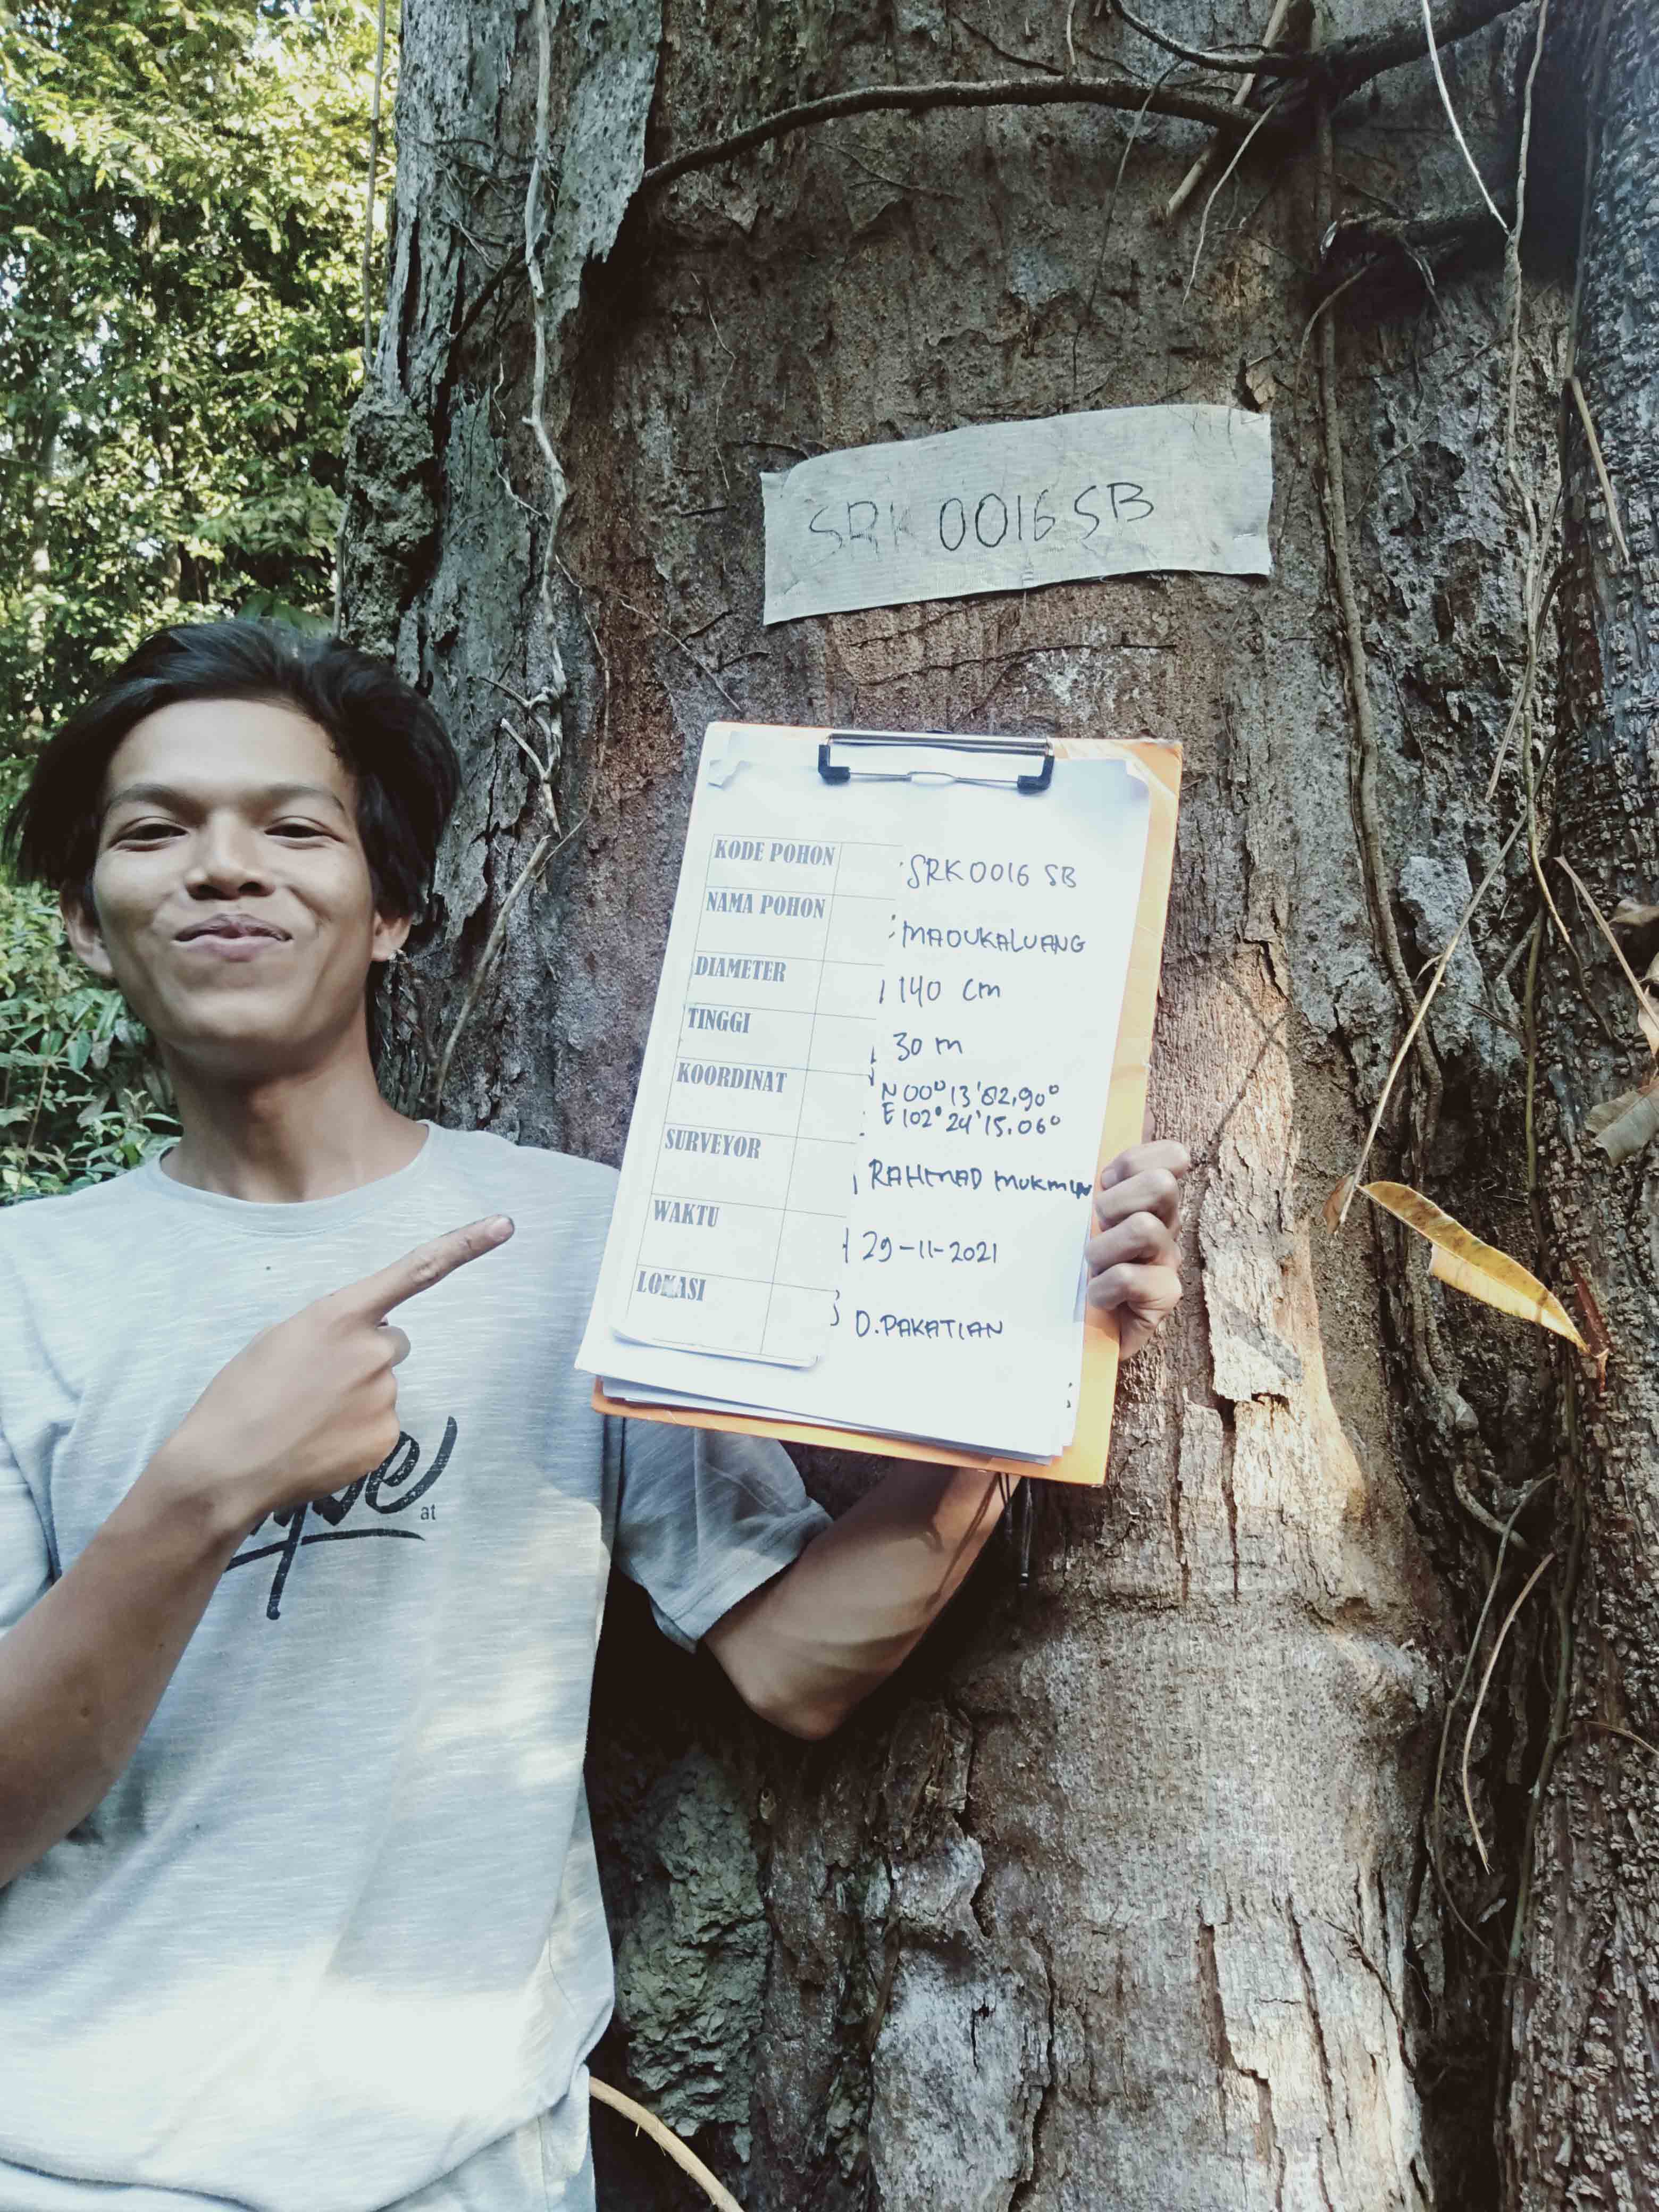 SRK 0016 SB
KODE POHON : SRK 0016 SB
NAMA POHON : MADUKALUANG
DIAMETER : 140 cm
TINGGI : 30 m
KOORDINAT : N 00° 13' 82,90°
E 102° 24' 15.06°
SURVEYOR : RAHMAD MUKMIN
WAKTU : 29-11-2021
LOKASI : D.PAKATIAN
at